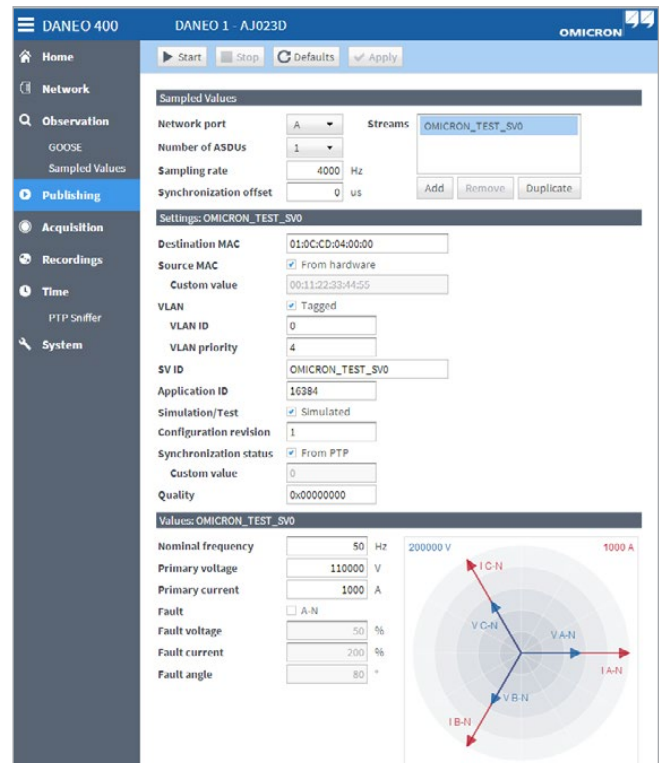 DANEO 400 DANEO 1 - AJ023D OMICRON
Home
Network
Observation
GOOSE
Sampled Values
Publishing
Acquisition
Recordings
Time
PTP Sniffer
System
Start Stop Defaults Apply
Sampled Values
Network port A Streams OMICRON_TEST_SV0
Number of ASDUs 1
Sampling rate 4000 Hz
Synchronization offset 0 us Add Remove Duplicate
Settings: OMICRON_TEST_SV0
Destination MAC 01:0C:CD:04:00:00
Source MAC From hardware
Custom value 00:11:22:33:44:55
VLAN Tagged
VLAN ID 0
VLAN priority 4
SV ID OMICRON_TEST_SV0
Application ID 16384
Simulation/Test Simulated
Configuration revision 1
Synchronization status From PTP
Custom value 0
Quality 0x00000000
Values: OMICRON_TEST_SV0
Nominal frequency 50 Hz 200000 V 1000 A
Primary voltage 110000 V I C-N
Primary current 1000 A
Fault A-N
Fault voltage 50 % V C-N V A-N
Fault current 200 %
Fault angle 80 ° I A-N
V B-N
I B-N